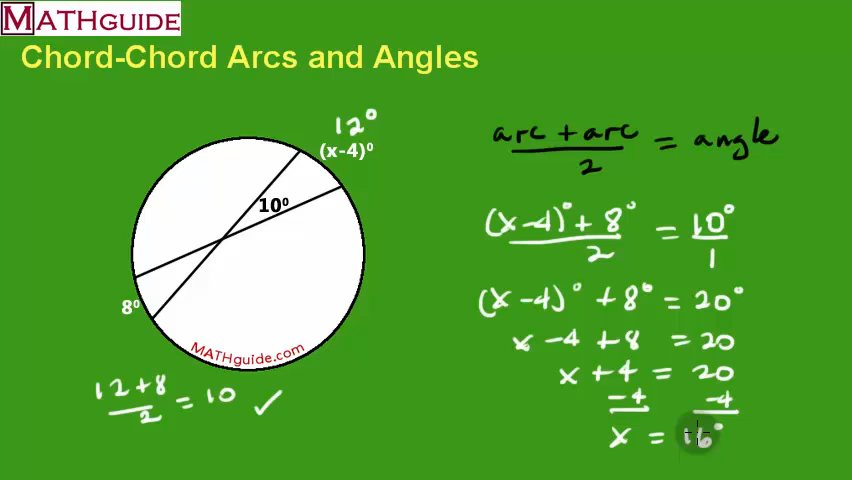 MATHGUIDE
Chord-Chord Arcs and Angles
12°
(x-4)⁰
10⁰
8⁰
MATHguide.com
12+8/2 = 10 ✓
arc + arc/2 = angle
(x-4)° + 8°/2 = 10°/1
(x-4)° + 8° = 20°
x -4 +8 = 20
x +4 = 20
-4 -4
x = 16°